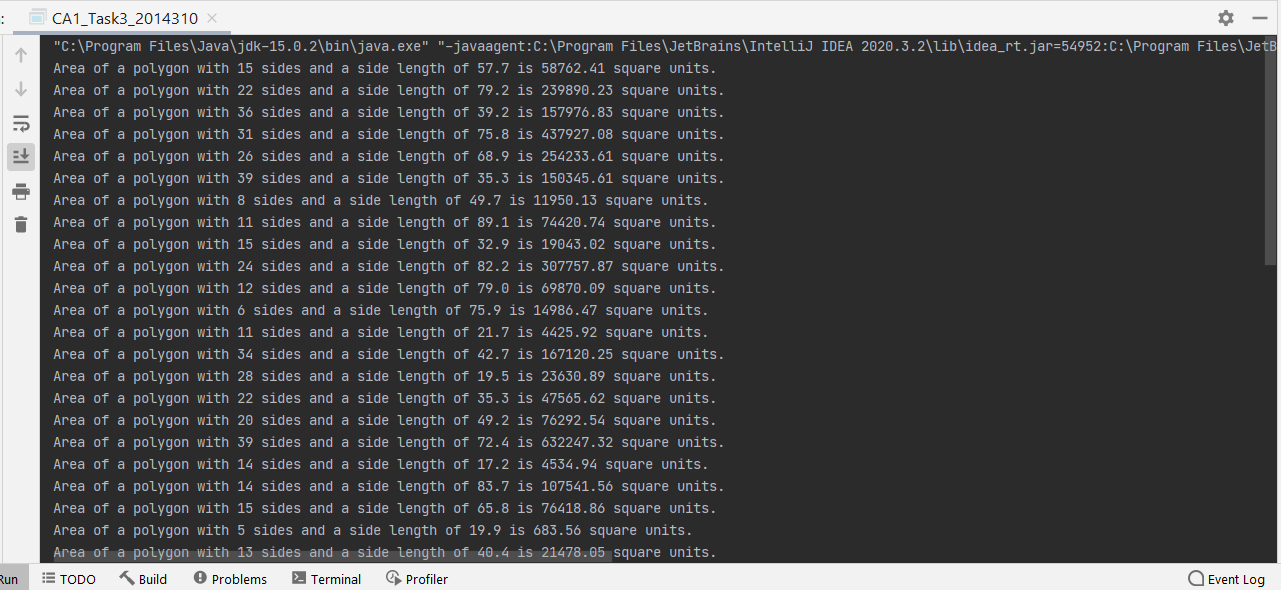 CA1_Task3_2014310
"C:\Program Files\Java\jdk-15.0.2\bin\java.exe" "-javaagent:C:\Program Files\JetBrains\IntelliJ IDEA 2020.3.2\lib\idea_rt.jar=54952:C:\Program Files\JetB
Area of a polygon with 15 sides and a side length of 57.7 is 58762.41 square units.
Area of a polygon with 22 sides and a side length of 79.2 is 239890.23 square units.
Area of a polygon with 36 sides and a side length of 39.2 is 157976.83 square units.
Area of a polygon with 31 sides and a side length of 75.8 is 437927.08 square units.
Area of a polygon with 26 sides and a side length of 68.9 is 254233.61 square units.
Area of a polygon with 39 sides and a side length of 35.3 is 150345.61 square units.
Area of a polygon with 8 sides and a side length of 49.7 is 11950.13 square units.
Area of a polygon with 11 sides and a side length of 89.1 is 74420.74 square units.
Area of a polygon with 15 sides and a side length of 32.9 is 19043.02 square units.
Area of a polygon with 24 sides and a side length of 82.2 is 307757.87 square units.
Area of a polygon with 12 sides and a side length of 79.0 is 69870.09 square units.
Area of a polygon with 6 sides and a side length of 75.9 is 14986.47 square units.
Area of a polygon with 11 sides and a side length of 21.7 is 4425.92 square units.
Area of a polygon with 34 sides and a side length of 42.7 is 167120.25 square units.
Area of a polygon with 28 sides and a side length of 19.5 is 23630.89 square units.
Area of a polygon with 22 sides and a side length of 35.3 is 47565.62 square units.
Area of a polygon with 20 sides and a side length of 49.2 is 76292.54 square units.
Area of a polygon with 39 sides and a side length of 72.4 is 632247.32 square units.
Area of a polygon with 14 sides and a side length of 17.2 is 4534.94 square units.
Area of a polygon with 14 sides and a side length of 83.7 is 107541.56 square units.
Area of a polygon with 15 sides and a side length of 65.8 is 76418.86 square units.
Area of a polygon with 5 sides and a side length of 19.9 is 683.56 square units.
Area of a polygon with 13 sides and a side length of 40.4 is 21478.05 square units.
Run TODO Build Problems Terminal Profiler Event Log